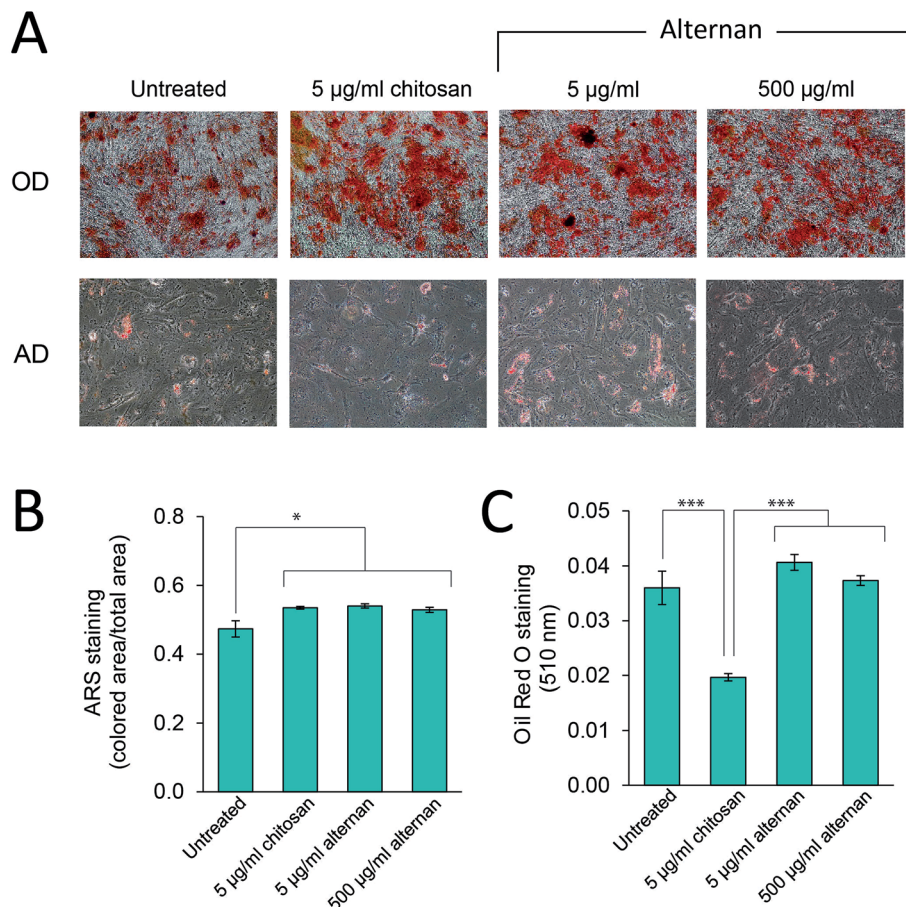 A
Alternan
Untreated
5 µg/ml chitosan
5 µg/ml
500 µg/ml
OD
AD
B
ARS staining
(colored area/total area)
0.8
0.6
0.4
0.2
0.0
*
Untreated
5 µg/ml chitosan
5 µg/ml alternan
500 µg/ml alternan
C
Oil Red O staining
(510 nm)
0.05
0.04
0.03
0.02
0.01
0.00
***
***
Untreated
5 µg/ml chitosan
5 µg/ml alternan
500 µg/ml alternan